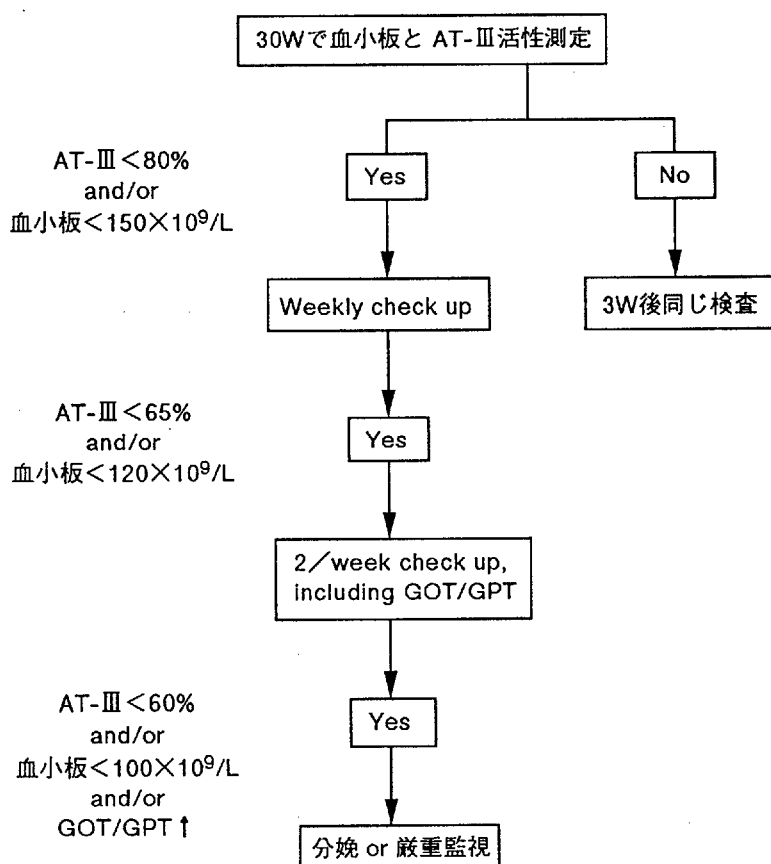 30Wで血小板と AT-Ⅲ活性測定
AT-Ⅲ<80%
and/or
血小板<150×10⁹/L
Yes
No
Weekly check up
3W後同じ検査
AT-Ⅲ<65%
and/or
血小板<120×10⁹/L
Yes
2/week check up,
including GOT/GPT
AT-Ⅲ<60%
and/or
血小板<100×10⁹/L
and/or
GOT/GPT↑
Yes
分娩 or 厳重監視